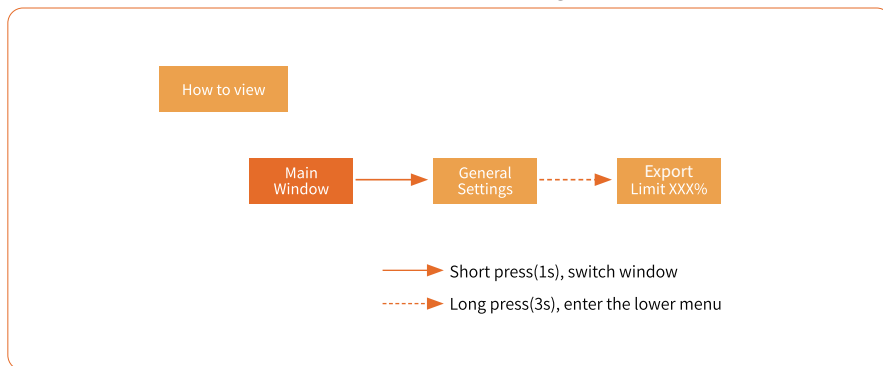 How to view
Main
Window
General
Settings
Export
Limit XXX%
Short press(1s), switch window
Long press(3s), enter the lower menu